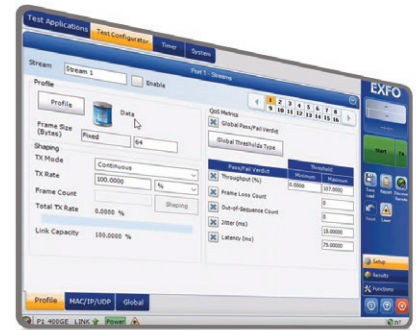 Test Applications Test Configurator Timer System
Port 1 - Streams
EXFO
Stream Stream 1 Enable
Profile
Profile Data
Frame Size (Bytes) Fixed 64
Shaping
TX Mode Continuous
TX Rate 100.0000 %
Frame Count Shaping
Total TX Rate 0.0000 %
Link Capacity 100.0000 %
QoS Metrics
1 2 3 4 5 6 7 8
9 10 11 12 13 14 15 16
Global Pass/Fail Verdict
Global Thresholds Type
Pass/Fail Verdict Threshold
Minimum Maximum
Throughput (%) 0.0000 107.0000
Frame Loss Count 0
Out-of-Sequence Count 0
Jitter (ms) 15.00000
Latency (ms) 75.00000
Start TX
Report
Laser
Setup
Results
Functions
Profile MAC/IP/UDP Global
P1 400GE LINK Power